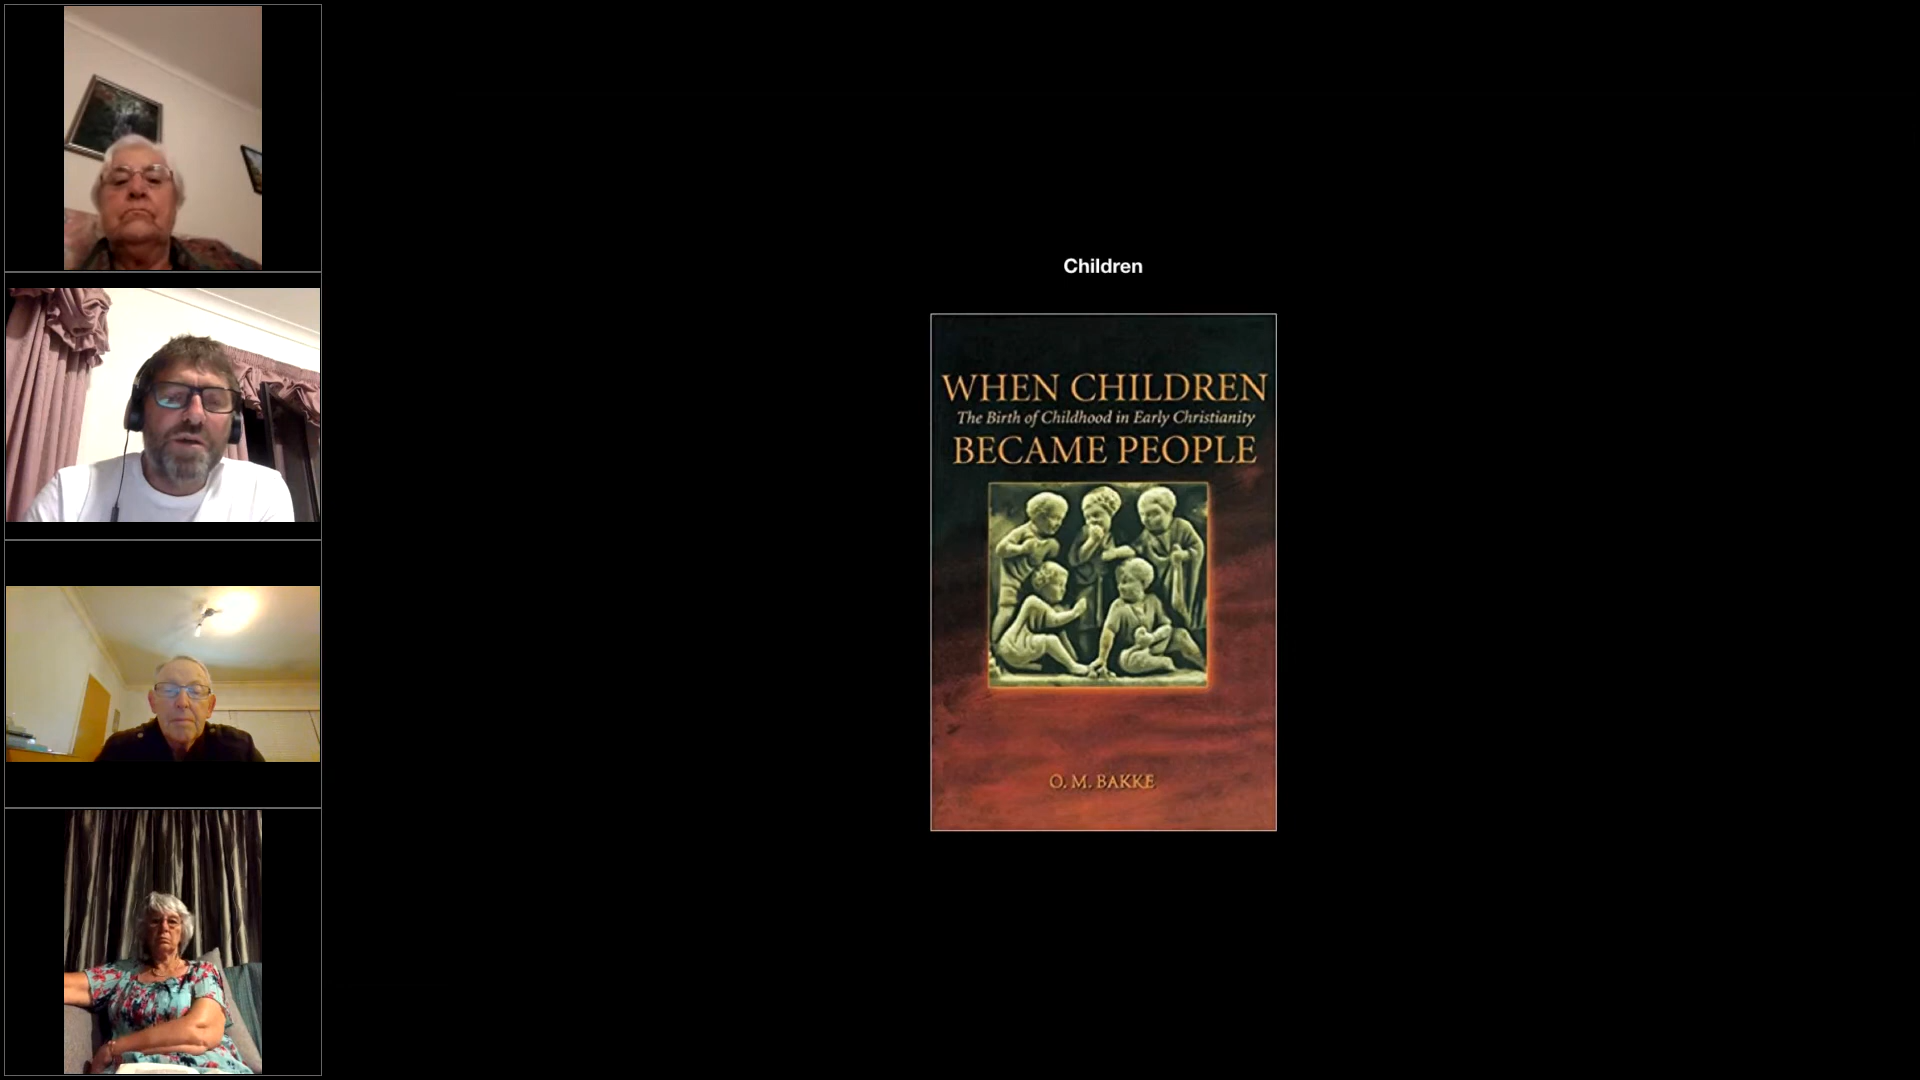 Children
WHEN CHILDREN
The Birth of Childhood in Early Christianity
BECAME PEOPLE
O. M. BAKKE